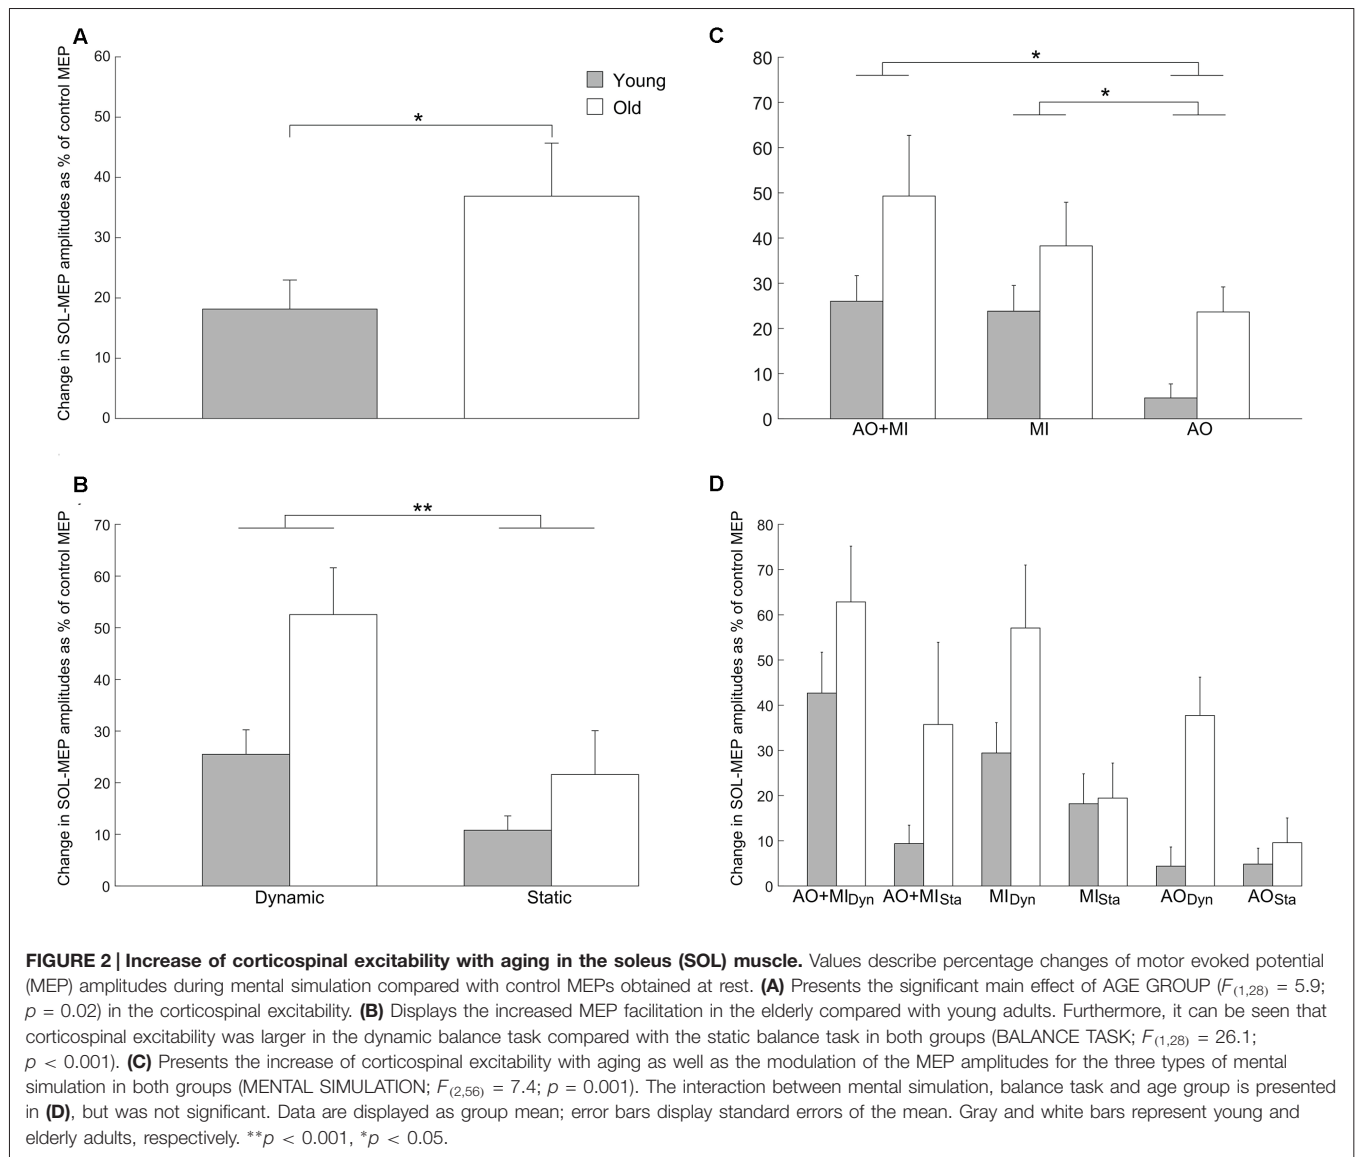 A
Change in SOL-MEP amplitudes as % of control MEP
60
50
40
30
20
10
0
*
Young
Old
C
80
70
60
50
40
30
20
10
0
*
*
AO+MI MI AO
B
Change in SOL-MEP amplitudes as % of control MEP
70
60
50
40
30
20
10
0
**
Dynamic Static
D
Change in SOL-MEP amplitudes as % of control MEP
80
70
60
50
40
30
20
10
0
AO+MIDyn AO+MISta MIDyn MISta AODyn AOSta
FIGURE 2 | Increase of corticospinal excitability with aging in the soleus (SOL) muscle. Values describe percentage changes of motor evoked potential
(MEP) amplitudes during mental simulation compared with control MEPs obtained at rest. (A) Presents the significant main effect of AGE GROUP (F(1,28) = 5.9;
p = 0.02) in the corticospinal excitability. (B) Displays the increased MEP facilitation in the elderly compared with young adults. Furthermore, it can be seen that
corticospinal excitability was larger in the dynamic balance task compared with the static balance task in both groups (BALANCE TASK; F(1,28) = 26.1;
p < 0.001). (C) Presents the increase of corticospinal excitability with aging as well as the modulation of the MEP amplitudes for the three types of mental
simulation in both groups (MENTAL SIMULATION; F(2,56) = 7.4; p = 0.001). The interaction between mental simulation, balance task and age group is presented
in (D), but was not significant. Data are displayed as group mean; error bars display standard errors of the mean. Gray and white bars represent young and
elderly adults, respectively. **p < 0.001, *p < 0.05.